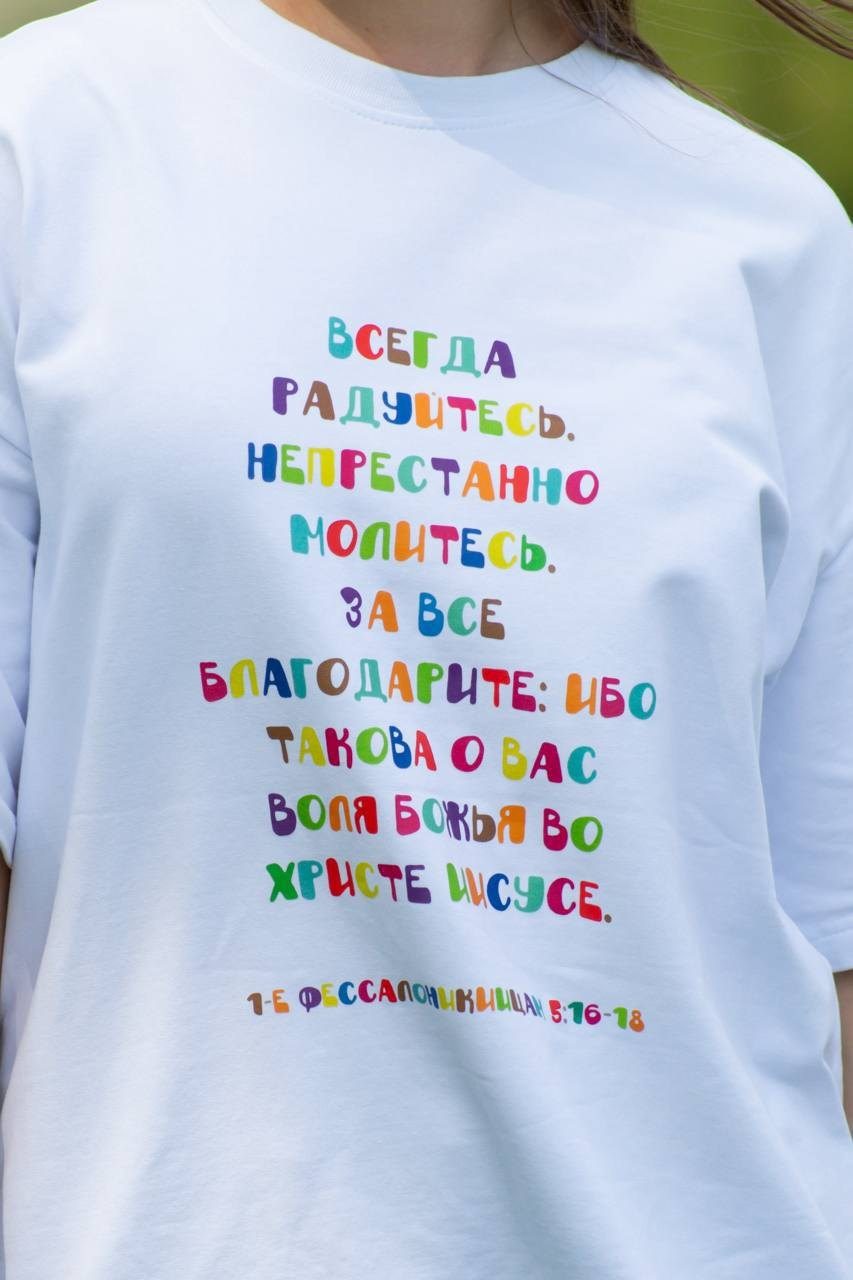 ВСЕГДА
РАДУЙТЕСЬ.
НЕПРЕСТАННО
МОЛИТЕСЬ.
ЗА ВСЕ
БЛАГОДАРИТЕ: ИБО
ТАКОВА О ВАС
ВОЛЯ БОЖЬЯ ВО
ХРИСТЕ ИИСУСЕ.
1-Е ФЕССАЛОНИКИЙЦАМ 5:16-18